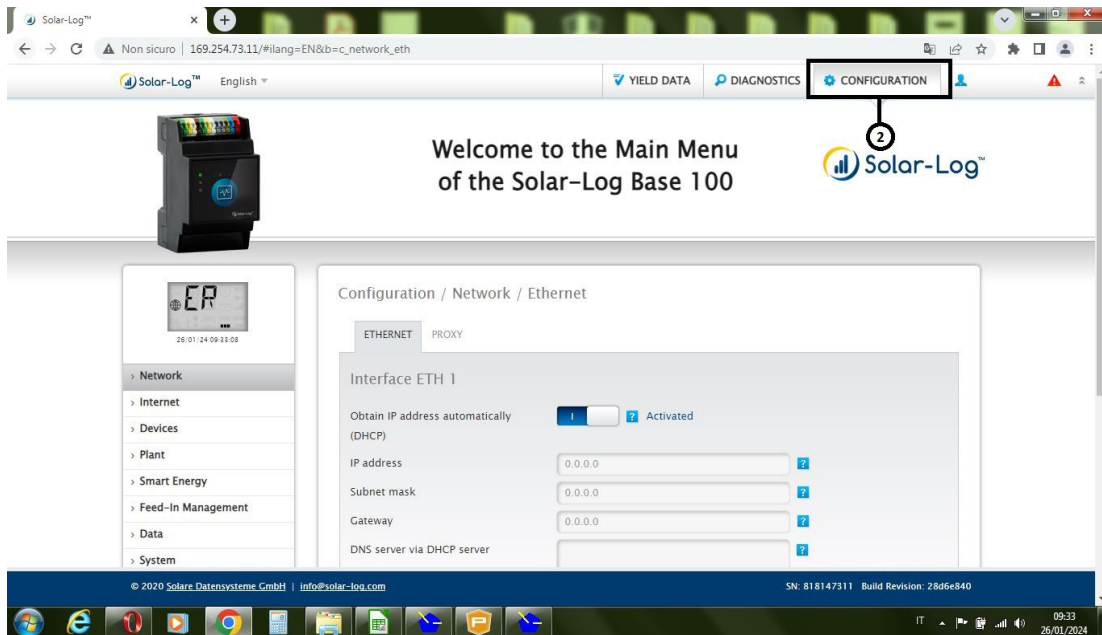 Solar-Log™
Non sicuro | 169.254.73.11/#ilang=EN&b=c_network_eth
Solar-Log™ English YIELD DATA DIAGNOSTICS CONFIGURATION
2
Welcome to the Main Menu
of the Solar-Log Base 100
Solar-Log™
ER
26/01/24 09:33:08
Network
Internet
Devices
Plant
Smart Energy
Feed-In Management
Data
System
Configuration / Network / Ethernet
ETHERNET PROXY
Interface ETH 1
Obtain IP address automatically
(DHCP)
I ? Activated
IP address 0.0.0.0 ?
Subnet mask 0.0.0.0 ?
Gateway 0.0.0.0 ?
DNS server via DHCP server ?
© 2020 Solare Datensysteme GmbH | info@solar-log.com SN: 818147311 Build Revision: 28d6e840
IT 09:33
26/01/2024